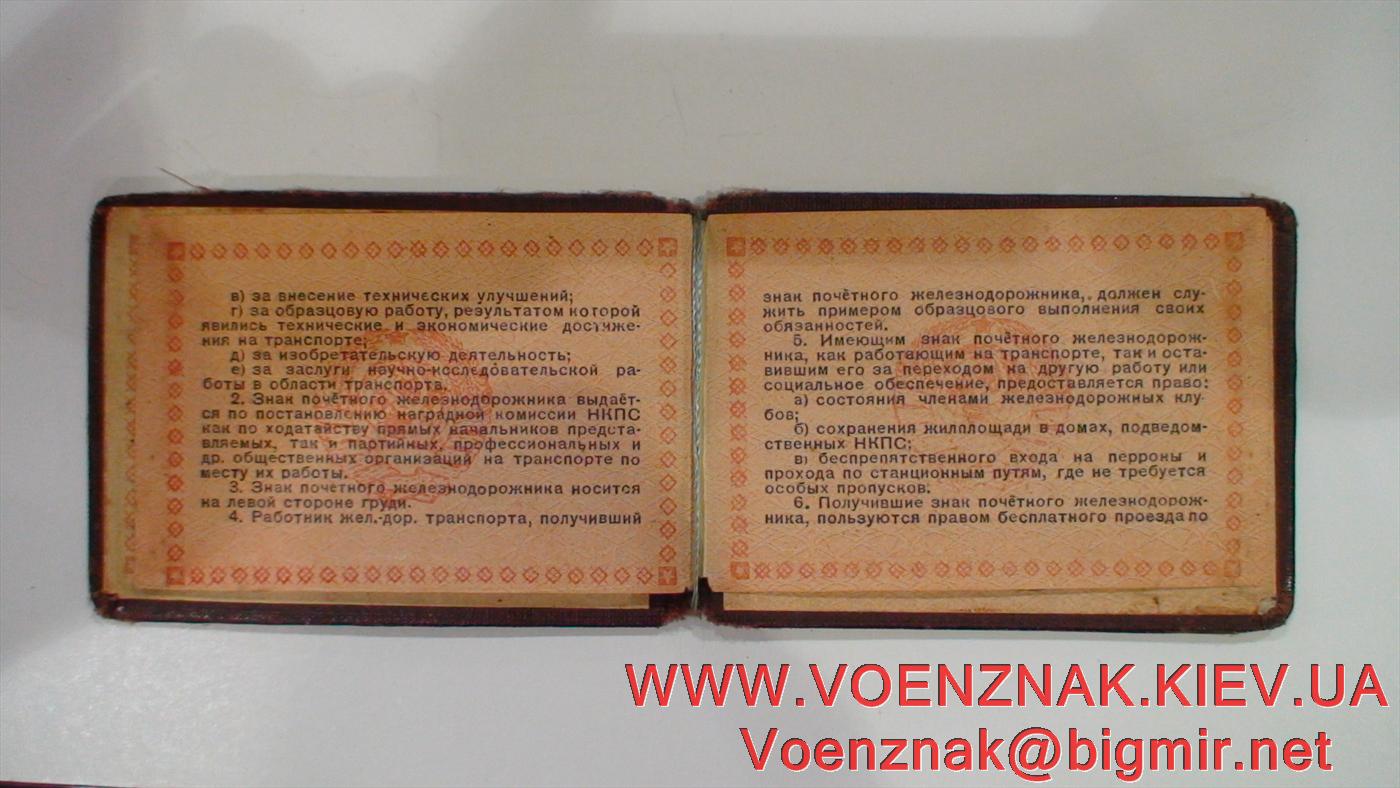 в) за внесение технических улучшений;
г) за образцовую работу, результатом которой
явились технические и экономические достиже-
ния на транспорте;
д) за изобретательскую деятельность;
е) за заслуги научно-исследовательской ра-
боты в области транспорта.
2. Знак почётного железнодорожника выдаёт-
ся по постановлению наградной комиссии НКПС
как по ходатайству прямых начальников предста-
вляемых, так и партийных, профессиональных и
др. общественных организаций на транспорте по
месту их работы.
3. Знак почётного железнодорожника носится
на левой стороне груди.
4. Работник жел.-дор. транспорта, получивший
знак почётного железнодорожника, должен слу-
жить примером образцового выполнения своих
обязанностей.
5. Имеющим знак почётного железнодорож-
ника, как работающим на транспорте, так и оста-
вившим его за переходом на другую работу или
социальное обеспечение, предоставляется право:
а) состояния членами железнодорожных клу-
бов;
б) сохранения жилплощади в домах, подведом-
ственных НКПС;
в) беспрепятственного входа на перроны и
прохода по станционным путям, где не требуется
особых пропусков.
6. Получившие знак почётного железнодорож-
ника, пользуются правом бесплатного проезда по
WWW.VOENZNAK.KIEV.UA
Voenznak@bigmir.net